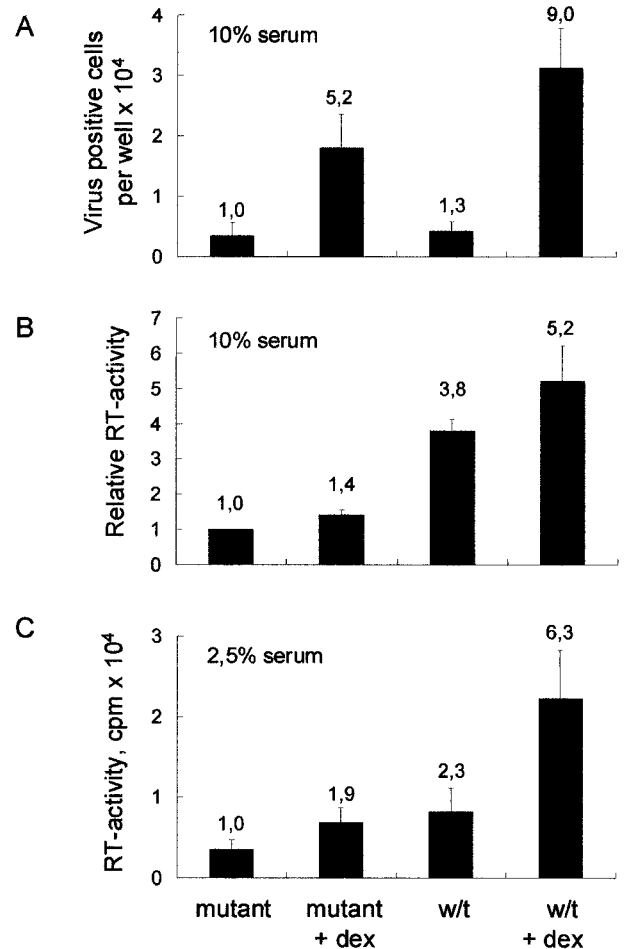 A
10% serum
Virus positive cells
per well x 10⁴
4
3
2
1
0
1,0
5,2
1,3
9,0
B
10% serum
Relative RT-activity
7
6
5
4
3
2
1
0
1,0
1,4
3,8
5,2
C
2,5% serum
RT-activity, cpm x 10⁴
3
2
1
0
1,0
1,9
2,3
6,3
mutant
mutant
+ dex
w/t
w/t
+ dex